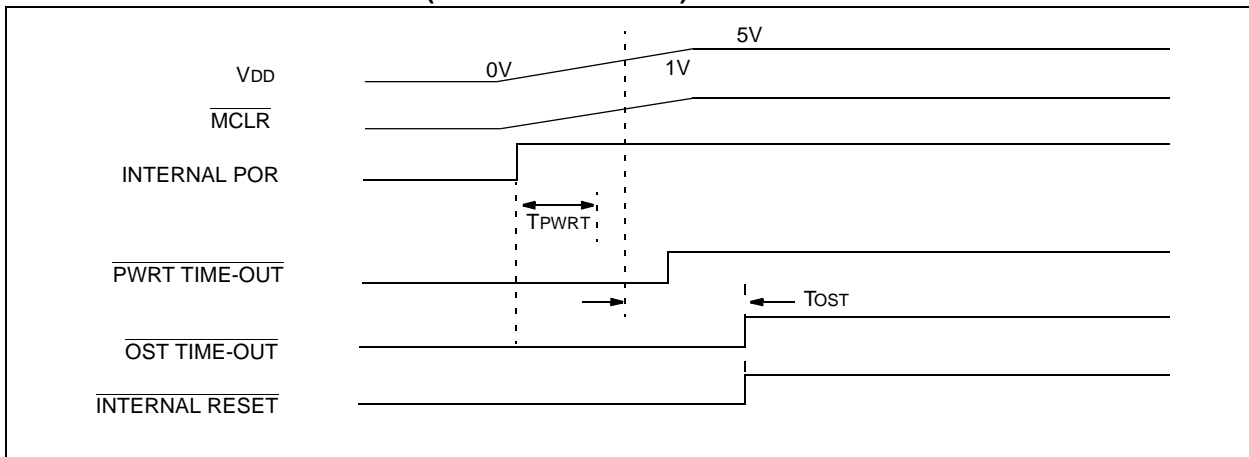 5V
0V
1V
VDD
MCLR
INTERNAL POR
TPWRT
PWRT TIME-OUT
TOST
OST TIME-OUT
INTERNAL RESET